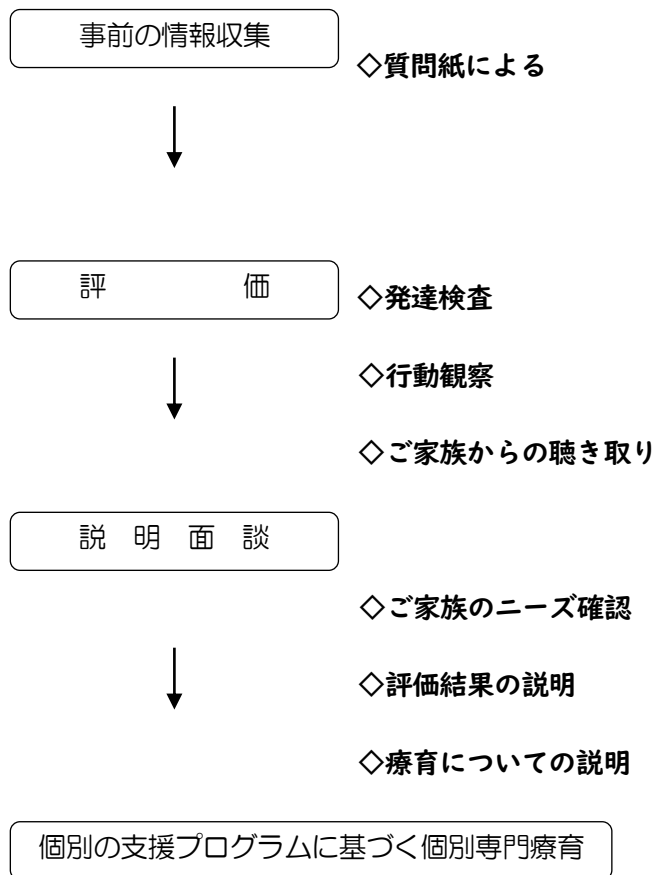 事前の情報収集
◇質問紙による
評　　　　価
◇発達検査
◇行動観察
◇ご家族からの聴き取り
説　明　面　談
◇ご家族のニーズ確認
◇評価結果の説明
◇療育についての説明
個別の支援プログラムに基づく個別専門療育